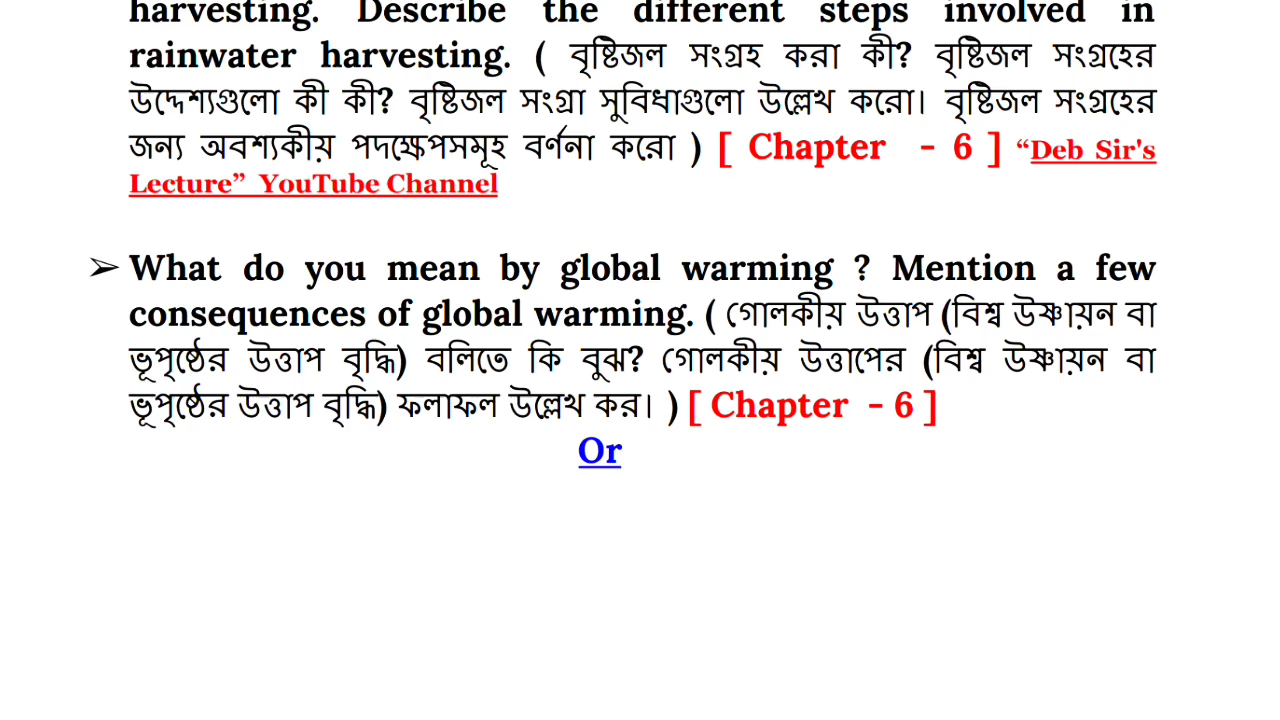 harvesting. Describe the different steps involved in
rainwater harvesting. ( বৃষ্টিজল সংগ্রহ করা কী? বৃষ্টিজল সংগ্রহের
উদ্দেশ্যগুলো কী কী? বৃষ্টিজল সংগ্রা সুবিধাগুলো উল্লেখ করো। বৃষ্টিজল সংগ্রহের
জন্য অবশ্যকীয় পদক্ষেপসমূহ বর্ণনা করো ) [ Chapter - 6 ] “Deb Sir's
Lecture” YouTube Channel
➢ What do you mean by global warming ? Mention a few
consequences of global warming. ( গোলকীয় উত্তাপ (বিশ্ব উষ্ণায়ন বা
ভূপৃষ্ঠের উত্তাপ বৃদ্ধি) বলিতে কি বুঝ? গোলকীয় উত্তাপের (বিশ্ব উষ্ণায়ন বা
ভূপৃষ্ঠের উত্তাপ বৃদ্ধি) ফলাফল উল্লেখ কর। ) [ Chapter - 6 ]
Or